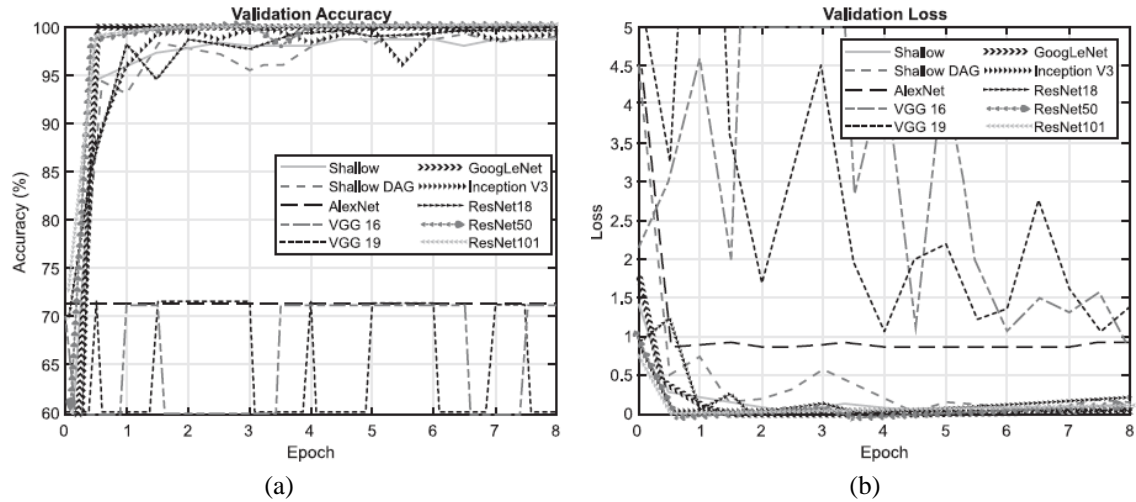 Validation Accuracy
100
95
90
85
80
75
70
65
60
Accuracy (%)
Shallow
Shallow DAG
AlexNet
VGG 16
VGG 19
GoogLeNet
Inception V3
ResNet18
ResNet50
ResNet101
0 1 2 3 4 5 6 7 8
Epoch
(a)
Validation Loss
5
4.5
4
3.5
3
2.5
2
1.5
1
0.5
0
Loss
Shallow
Shallow DAG
AlexNet
VGG 16
VGG 19
GoogLeNet
Inception V3
ResNet18
ResNet50
ResNet101
0 1 2 3 4 5 6 7 8
Epoch
(b)